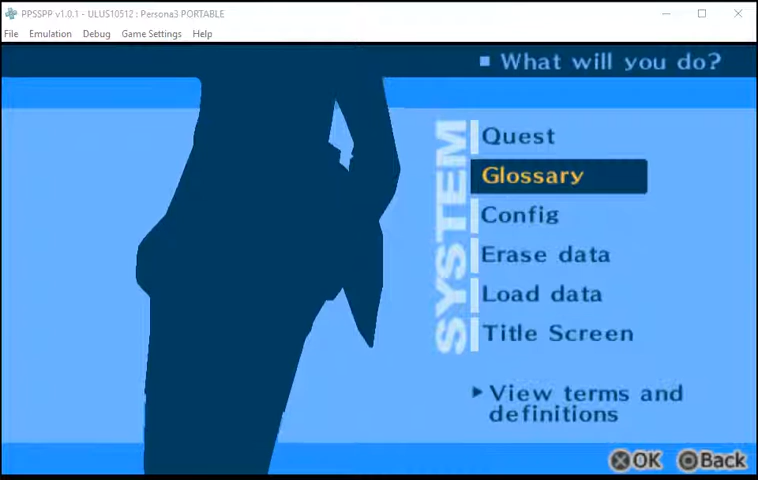 PPSSPP v1.0.1 - ULUS10512 : Persona3 PORTABLE
File Emulation Debug Game Settings Help
What will you do?
SYSTEM
Quest
Glossary
Config
Erase data
Load data
Title Screen
View terms and
definitions
OK Back